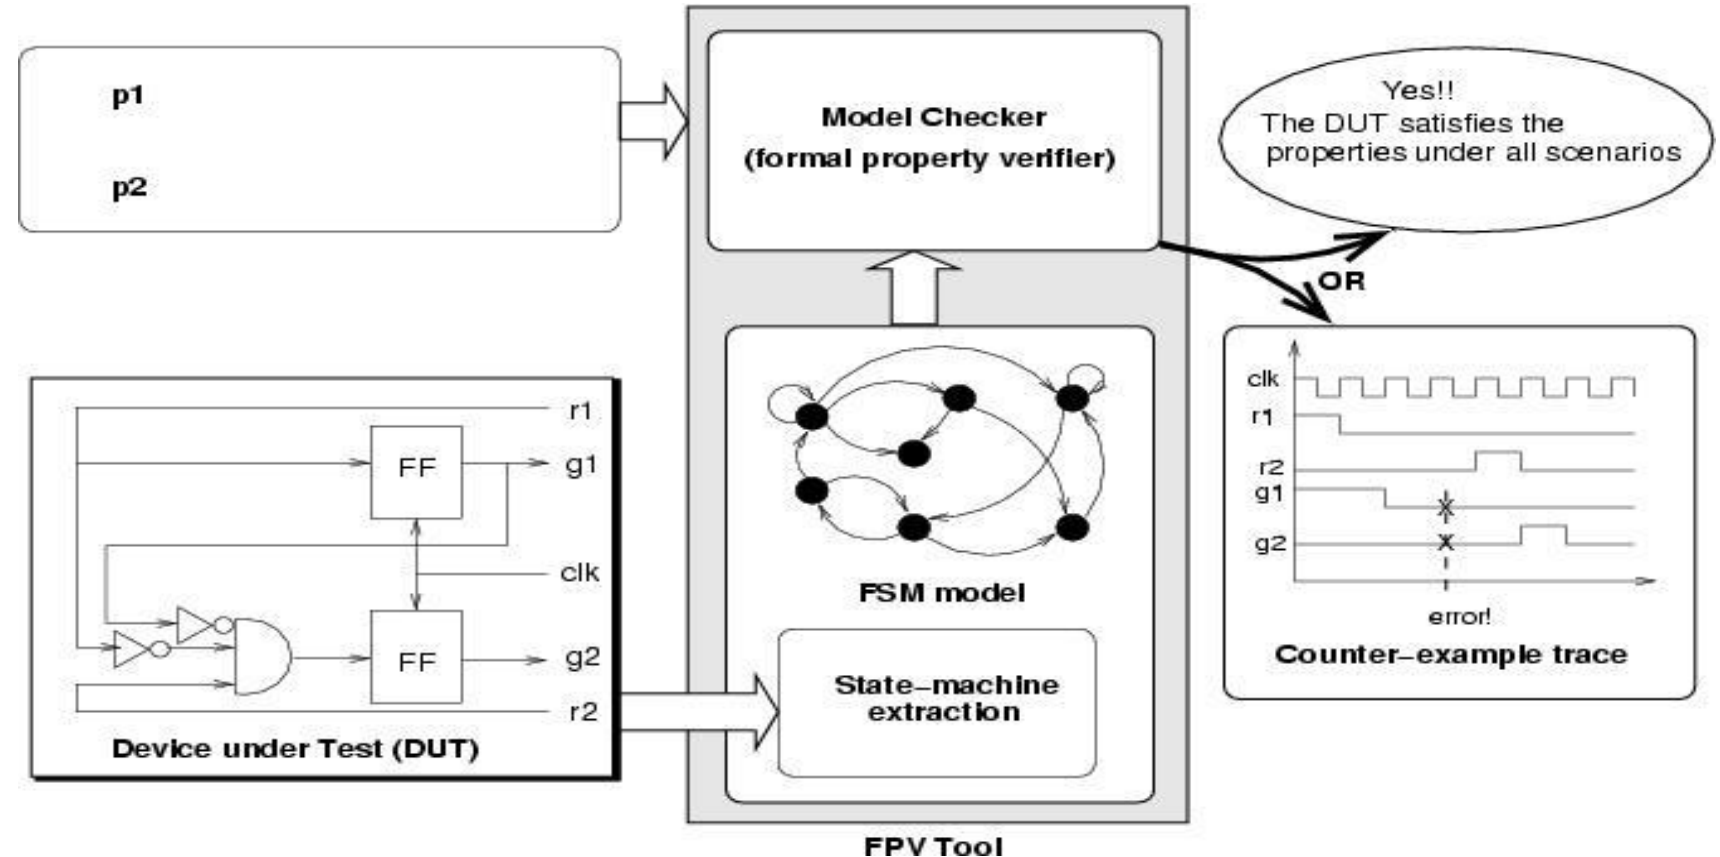 p1
p2
Model Checker
(formal property verifier)
Yes!!
The DUT satisfies the
properties under all scenarios
OR
r1
FF
g1
clk
FF
g2
r2
Device under Test (DUT)
FSM model
State-machine
extraction
FPV Tool
clk
r1
r2
g1
X
g2
X
error!
Counter-example trace